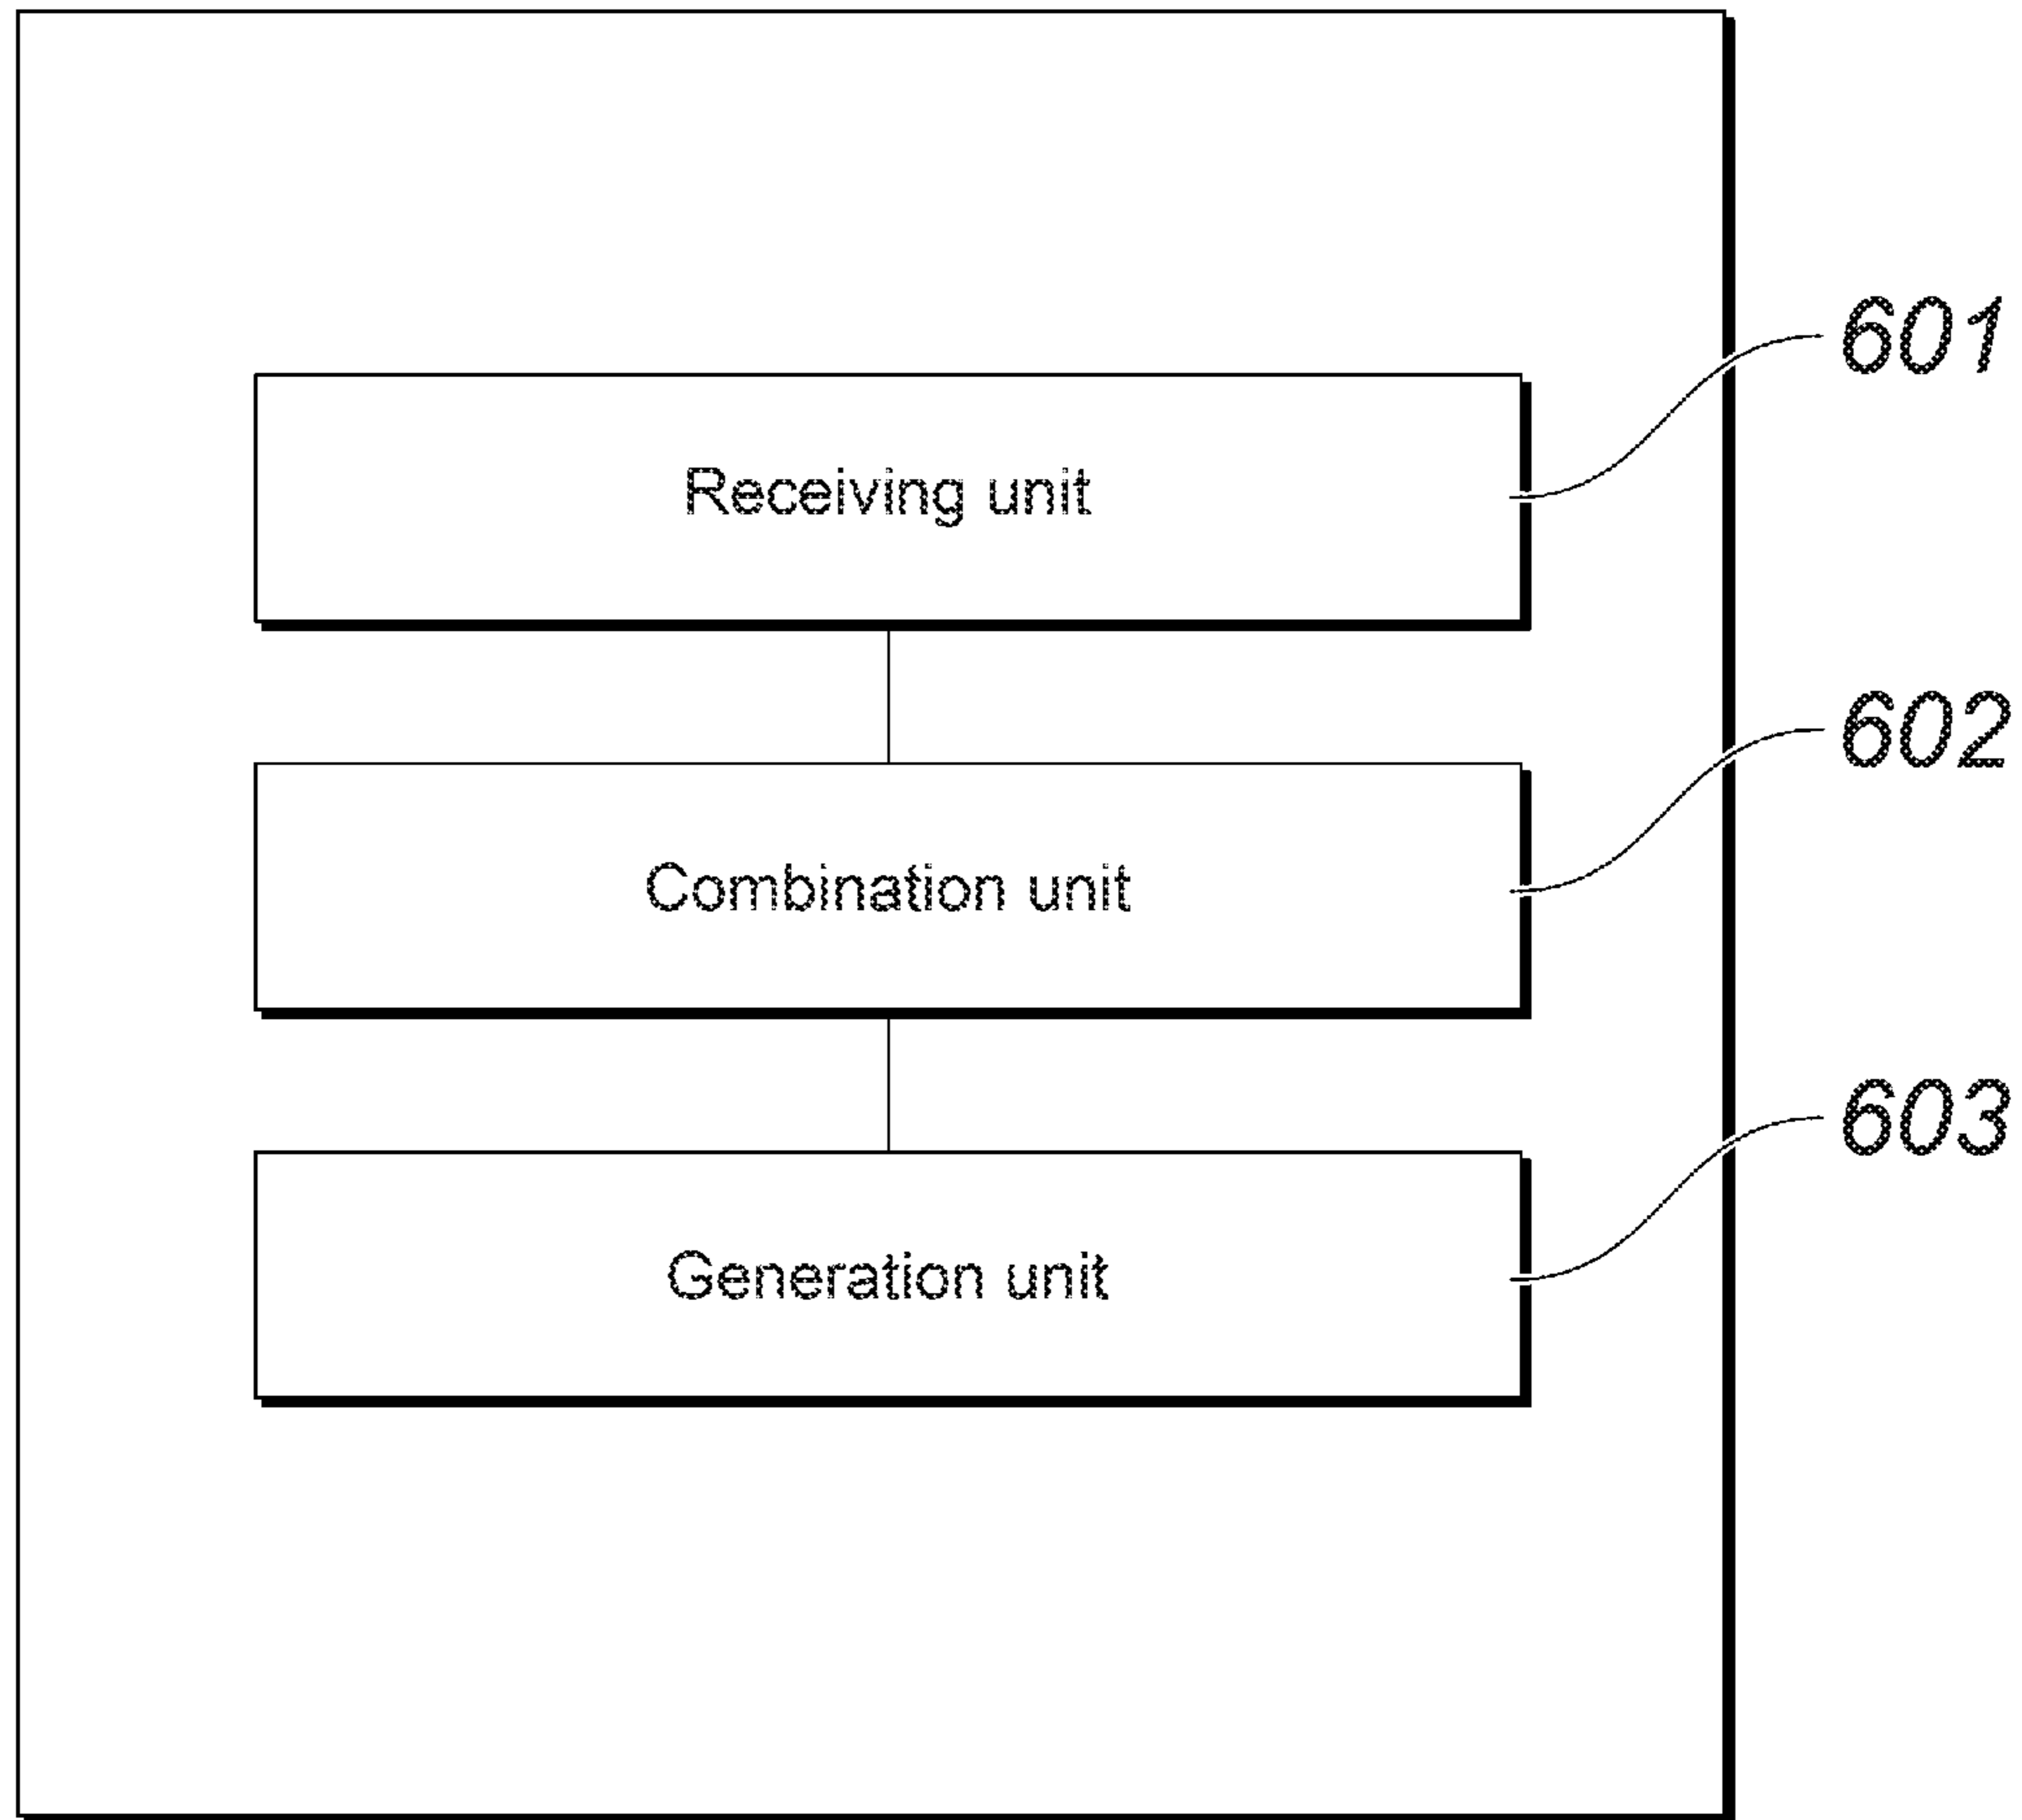 601
Receiving unit
602
Combination unit
603
Generation unit